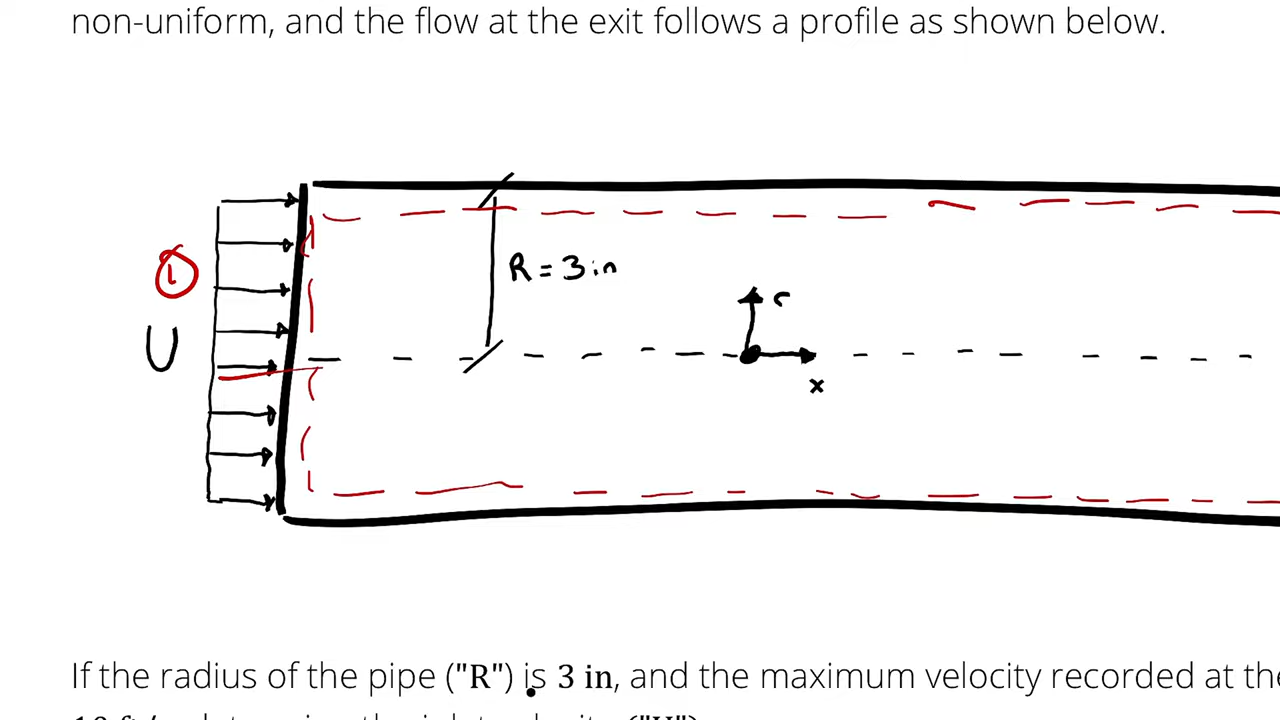 non-uniform, and the flow at the exit follows a profile as shown below.
R = 3 in
1
r
U
x
If the radius of the pipe ("R") is 3 in, and the maximum velocity recorded at the